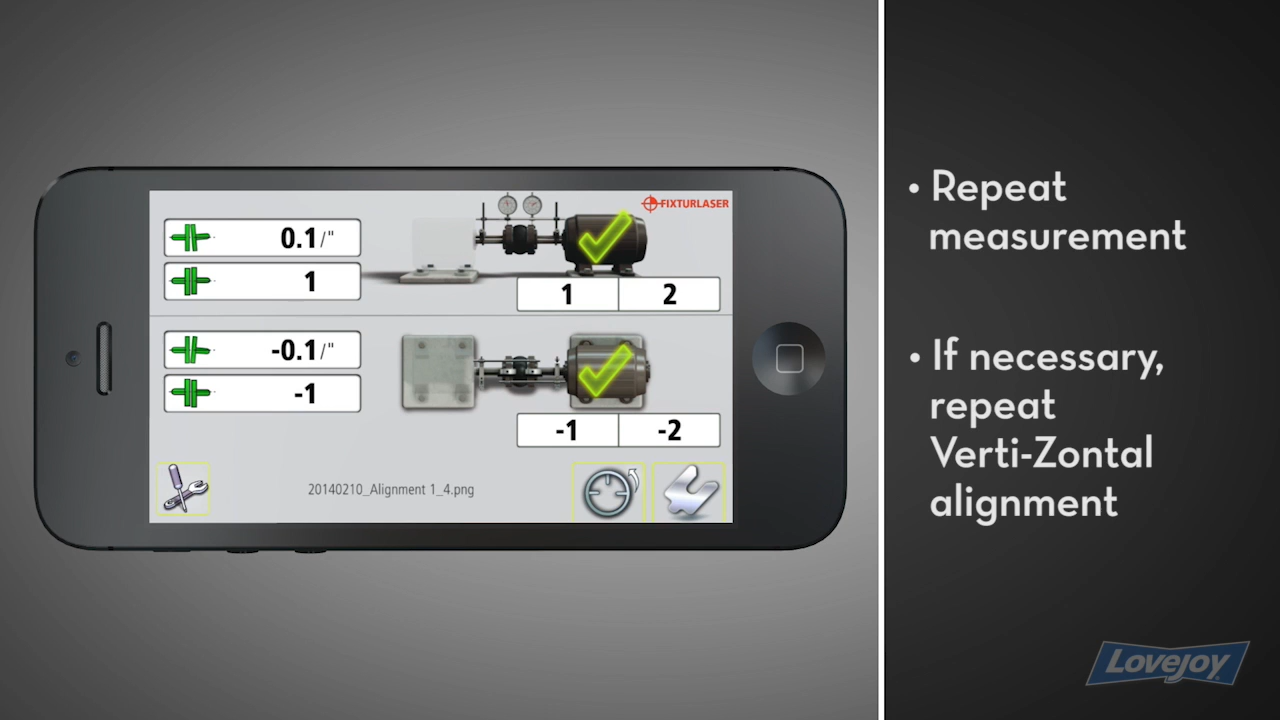 FIXTURLASER
0.1/"
1
1 2
-0.1/"
-1
-1 -2
20140210_Alignment 1_4.png
• Repeat
measurement
• If necessary,
repeat
Verti-Zontal
alignment
Lovejoy